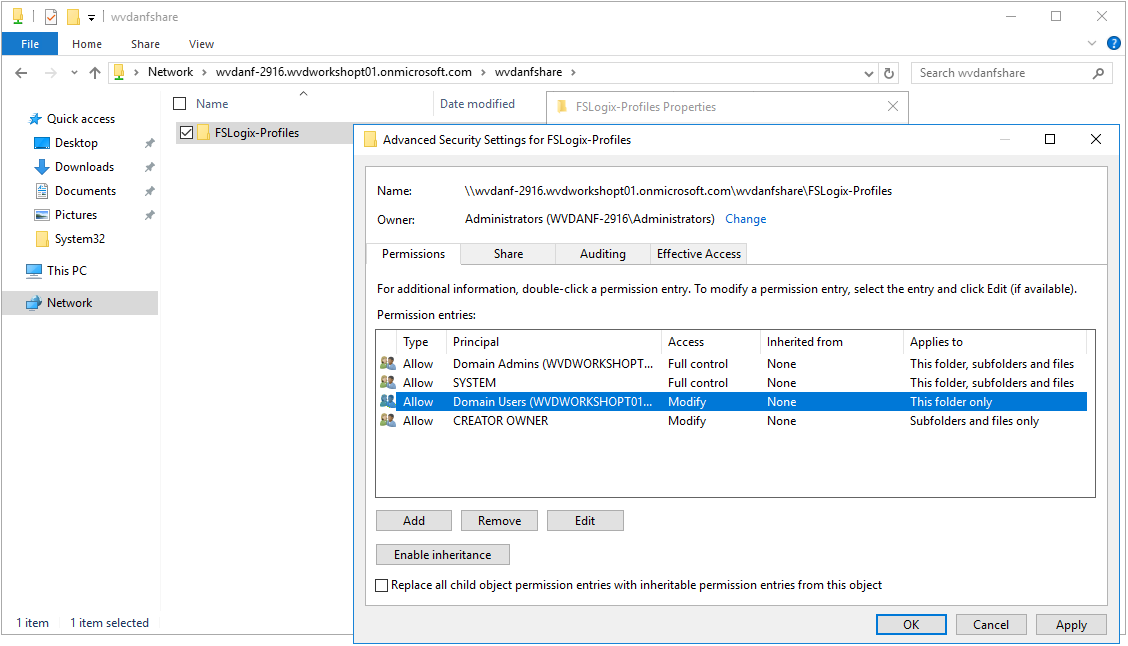 wvdanfshare
File Home Share View
Network wvdanf-2916.wvdworkshopt01.onmicrosoft.com wvdanfshare
Search wvdanfshare
Quick access
Desktop
Downloads
Documents
Pictures
System32
This PC
Network
Name Date modified
FSLogix-Profiles
FSLogix-Profiles Properties
Advanced Security Settings for FSLogix-Profiles
Name: \\wvdanf-2916.wvdworkshopt01.onmicrosoft.com\wvdanfshare\FSLogix-Profiles
Owner: Administrators (WVDANF-2916\Administrators) Change
Permissions Share Auditing Effective Access
For additional information, double-click a permission entry. To modify a permission entry, select the entry and click Edit (if available).
Permission entries:
Type Principal Access Inherited from Applies to
Allow Domain Admins (WVDWORKSHOPT... Full control None This folder, subfolders and files
Allow SYSTEM Full control None This folder, subfolders and files
Allow Domain Users (WVDWORKSHOPT01... Modify None This folder only
Allow CREATOR OWNER Modify None Subfolders and files only
Add Remove Edit
Enable inheritance
Replace all child object permission entries with inheritable permission entries from this object
OK Cancel Apply
1 item 1 item selected